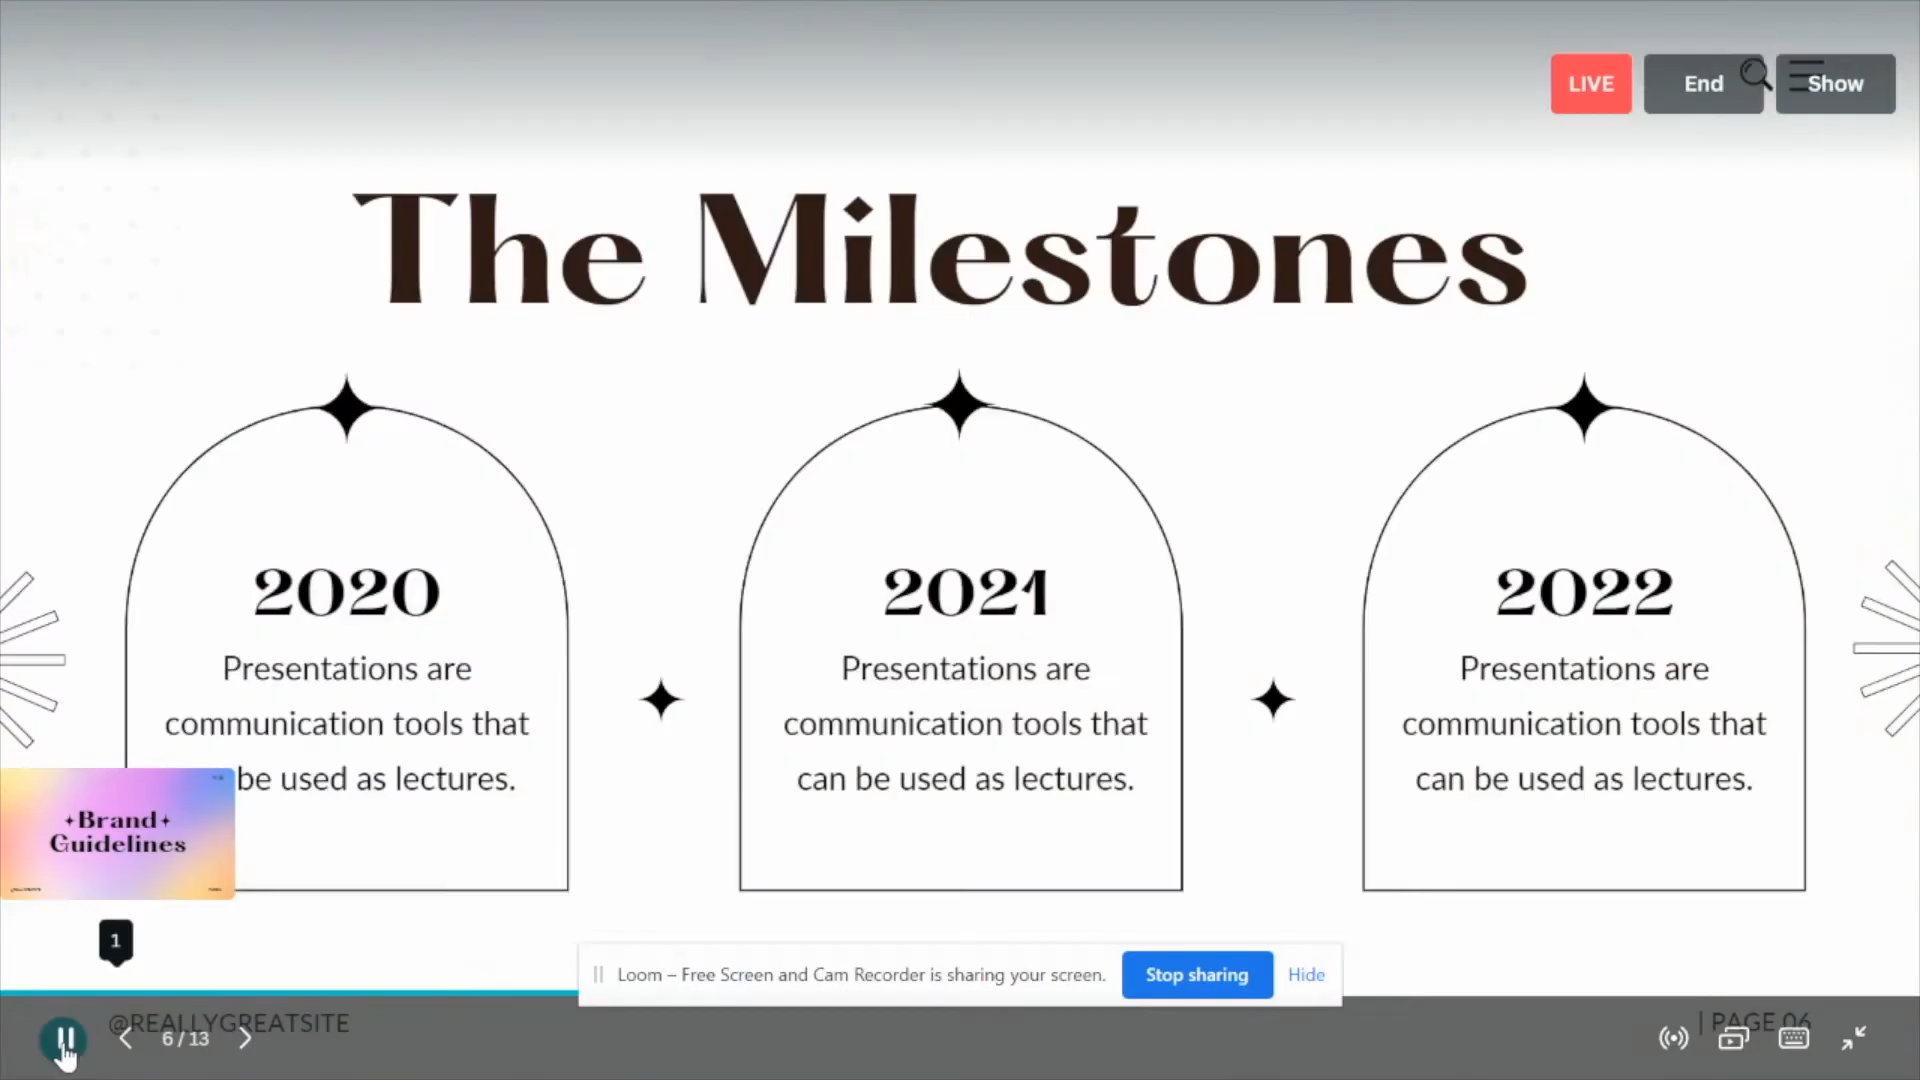 LIVE
End
Show
The Milestones
2020
Presentations are
communication tools that
be used as lectures.
2021
Presentations are
communication tools that
can be used as lectures.
2022
Presentations are
communication tools that
can be used as lectures.
Brand
Guidelines
1
Loom – Free Screen and Cam Recorder is sharing your screen.
Stop sharing
Hide
@REALLYGREATSITE
6 / 13
| PAGE 06